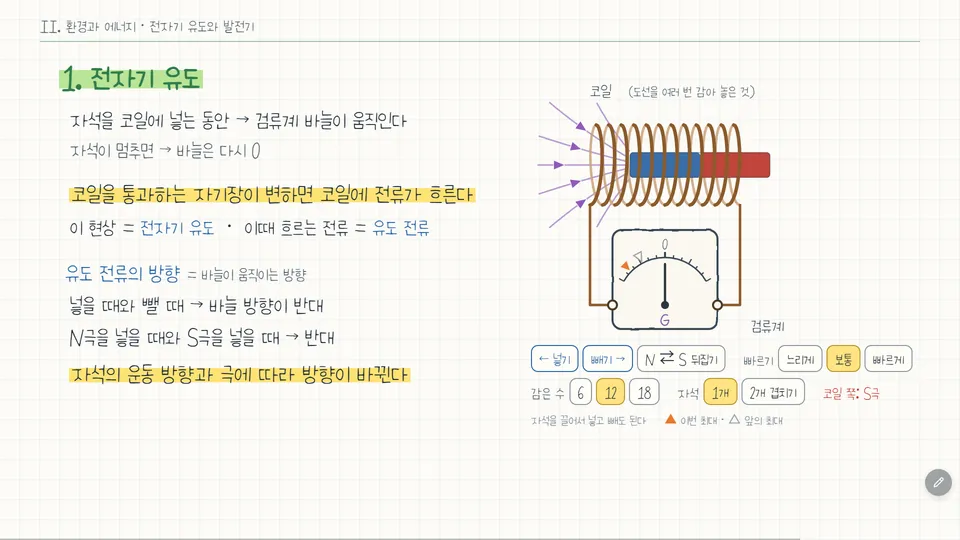 II. 환경과 에너지 · 전자기 유도와 발전기
1. 전자기 유도
자석을 코일에 넣는 동안 → 검류계 바늘이 움직인다
자석이 멈추면 → 바늘은 다시 0
코일을 통과하는 자기장이 변하면 코일에 전류가 흐른다
이 현상 = 전자기 유도 · 이때 흐르는 전류 = 유도 전류
유도 전류의 방향 = 바늘이 움직이는 방향
넣을 때와 뺄 때 → 바늘 방향이 반대
N극을 넣을 때와 S극을 넣을 때 → 반대
자석의 운동 방향과 극에 따라 방향이 바뀐다
코일 (도선을 여러 번 감아 놓은 것)
0
G
검류계
← 넣기 빼기 → N ⇄ S 뒤집기 빠르기 느리게 보통 빠르게
감은 수 6 12 18 자석 1개 2개 겹치기 코일 쪽: S극
자석을 끌어서 넣고 빼도 된다 ▲ 이번 최대 · △ 앞의 최대